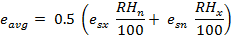 e_avg = 0.5 (e_sx RH_n/100 + e_sn RH_x/100)